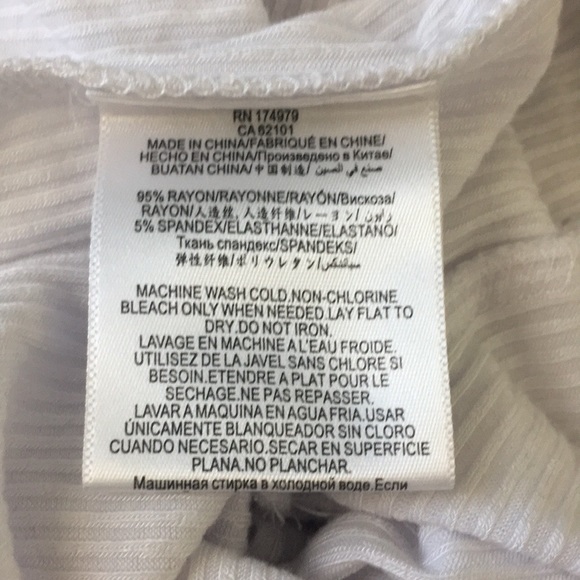 RN 174979
CA 62101
MADE IN CHINA/FABRIQUÉ EN CHINE/
HECHO EN CHINA/Произведено в Китае/
BUATAN CHINA/中国制造/ صنع في الصين
95% RAYON/RAYONNE/RAYÓN/Вискоза/
RAYON/人造丝, 人造纤维/レーヨン/رايون
5% SPANDEX/ELASTHANNE/ELASTANO/
Ткань спандекс/SPANDEKS/
弹性纤维/ポリウレタン/سباندكس
MACHINE WASH COLD.NON-CHLORINE
BLEACH ONLY WHEN NEEDED.LAY FLAT TO
DRY.DO NOT IRON.
LAVAGE EN MACHINE A L'EAU FROIDE.
UTILISEZ DE LA JAVEL SANS CHLORE SI
BESOIN.ETENDRE A PLAT POUR LE
SECHAGE.NE PAS REPASSER.
LAVAR A MAQUINA EN AGUA FRIA.USAR
ÚNICAMENTE BLANQUEADOR SIN CLORO
CUANDO NECESARIO.SECAR EN SUPERFICIE
PLANA.NO PLANCHAR.
Машинная стирка в холодной воде.Если